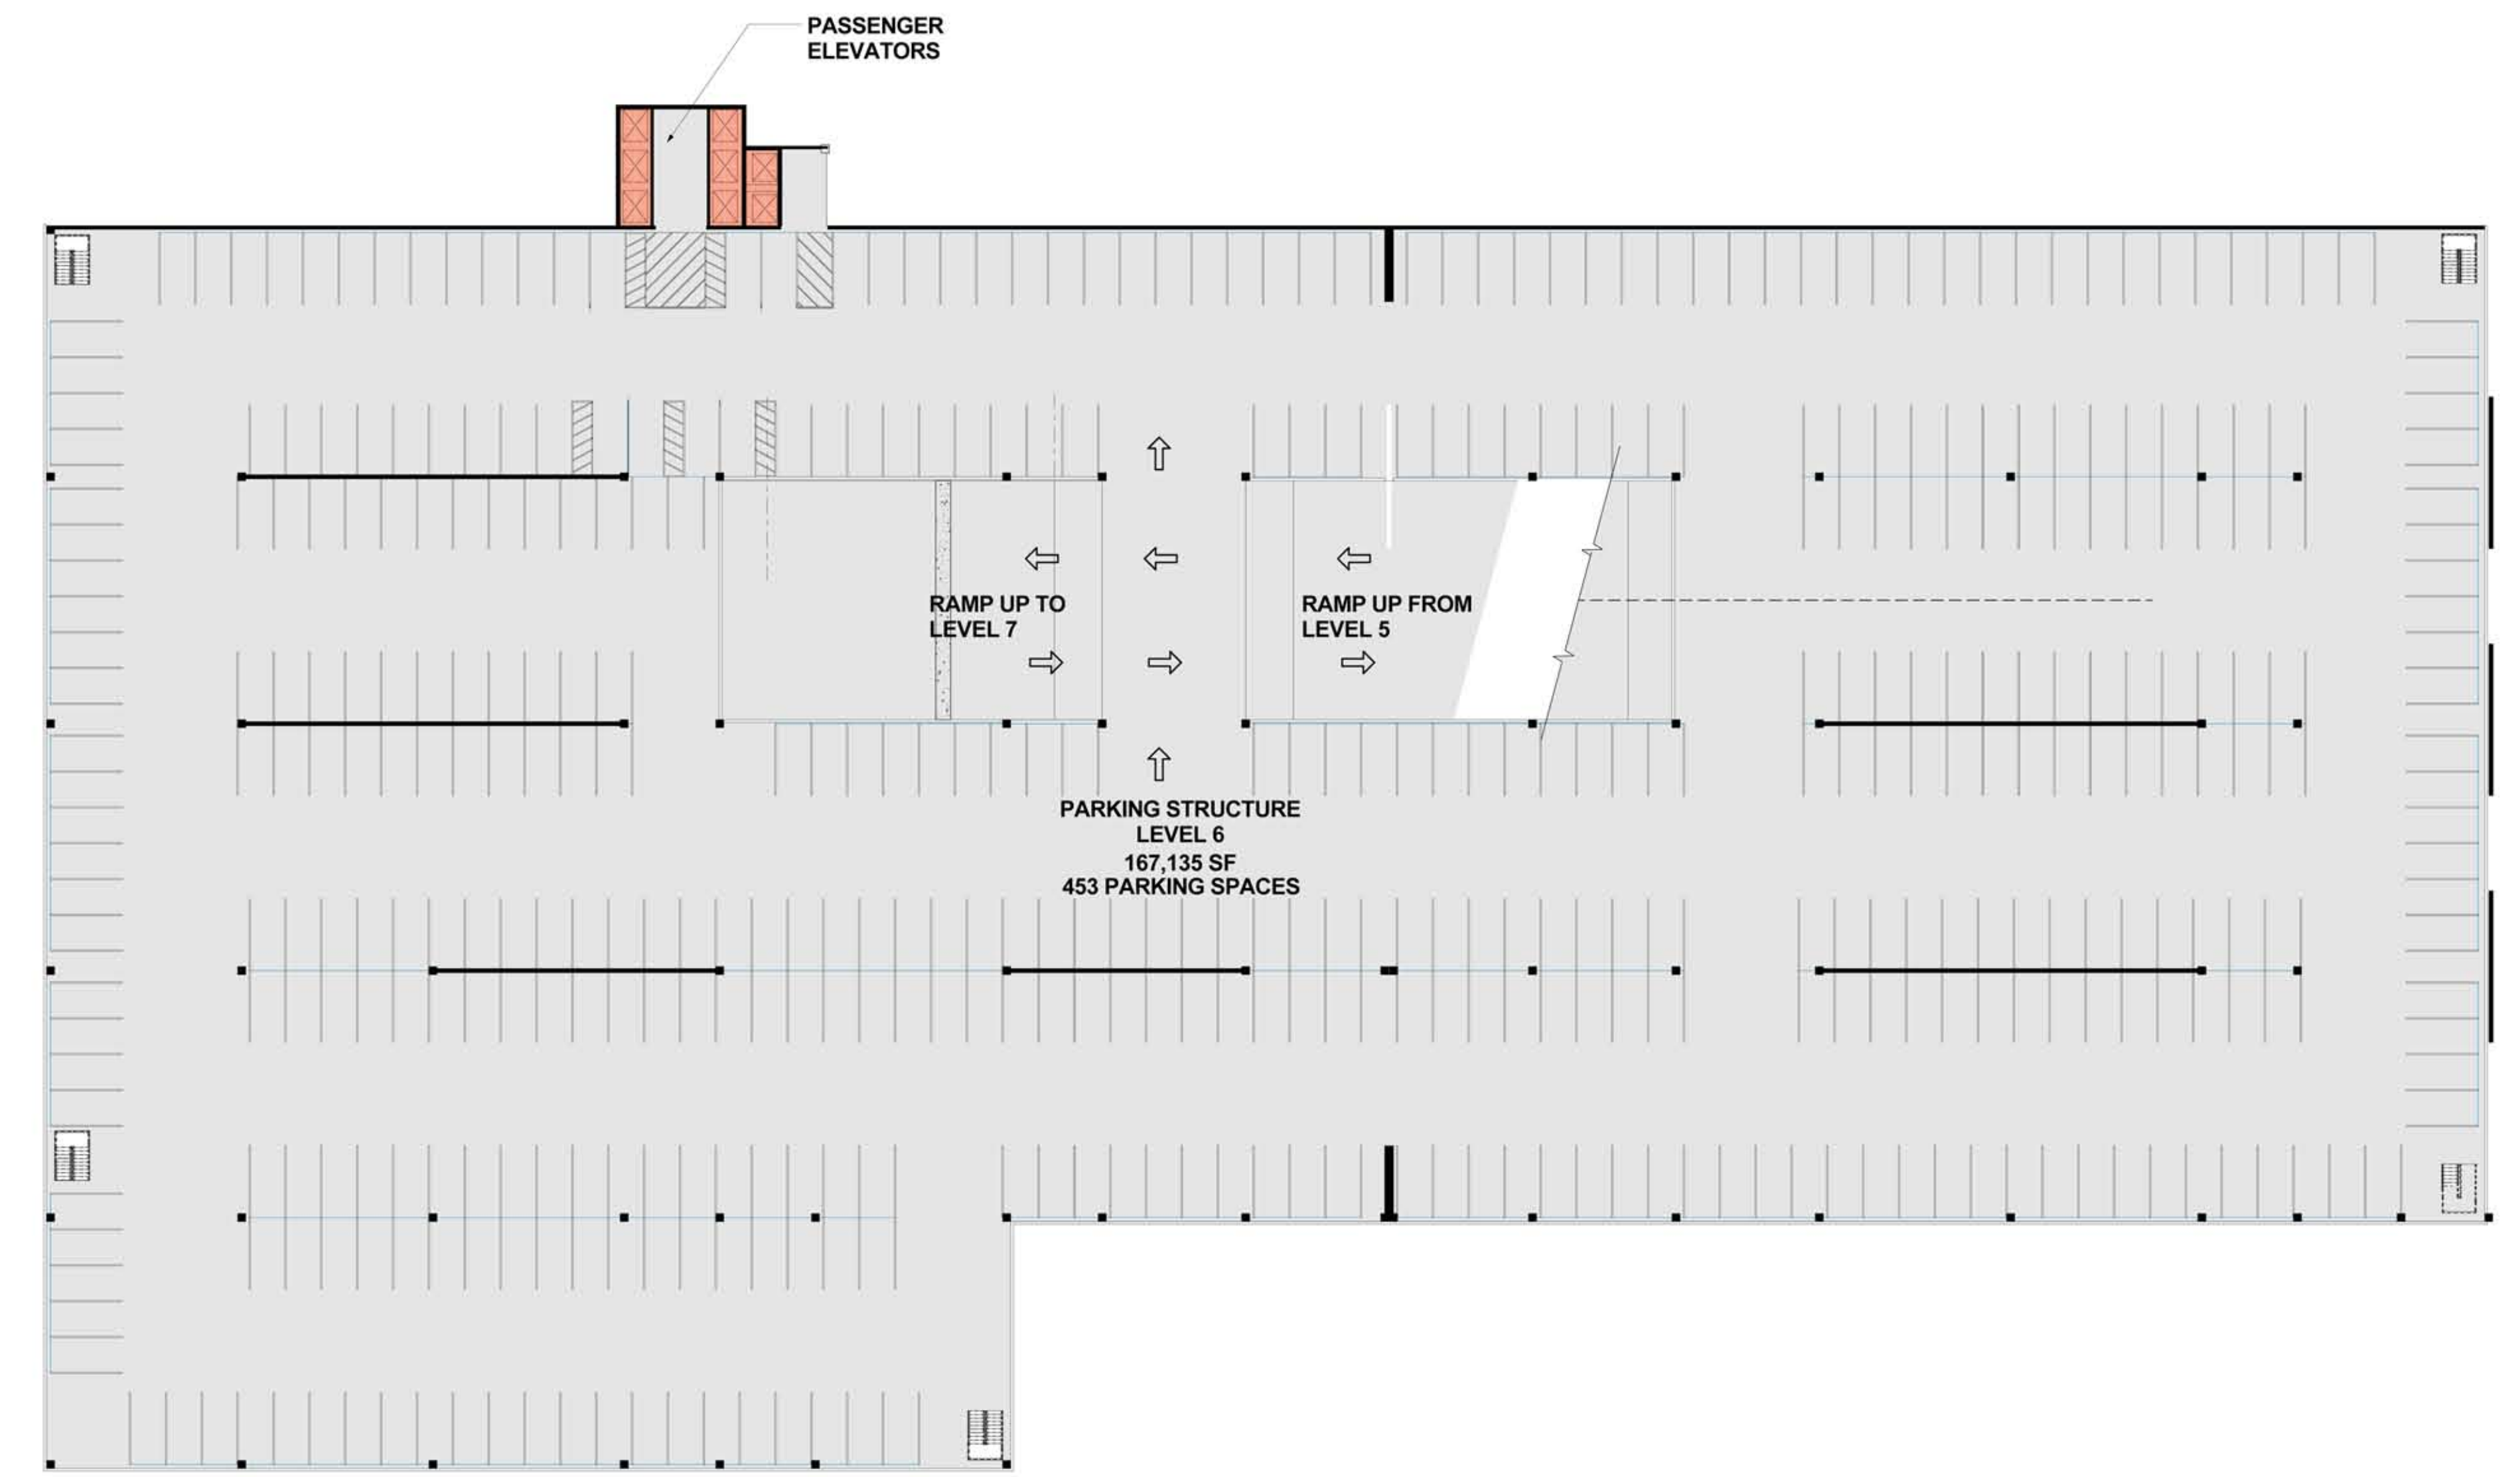 PASSENGER
ELEVATORS
RAMP UP TO
LEVEL 7
RAMP UP FROM
LEVEL 5
PARKING STRUCTURE
LEVEL 6
167,135 SF
453 PARKING SPACES